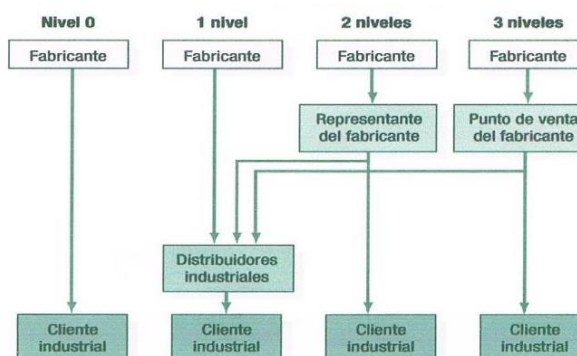 Nivel 0
1 nivel
2 niveles
3 niveles
Fabricante
Fabricante
Fabricante
Fabricante
Representante
del fabricante
Punto de venta
del fabricante
Distribuidores
industriales
Cliente
industrial
Cliente
industrial
Cliente
industrial
Cliente
industrial